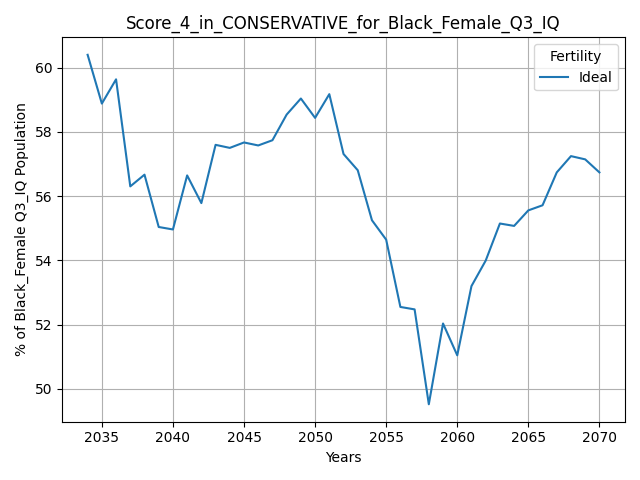 Score_4_in_CONSERVATIVE_for_Black_Female_Q3_IQ
Fertility
Ideal
% of Black_Female Q3_IQ Population
60
58
56
54
52
50
2035 2040 2045 2050 2055 2060 2065 2070
Years